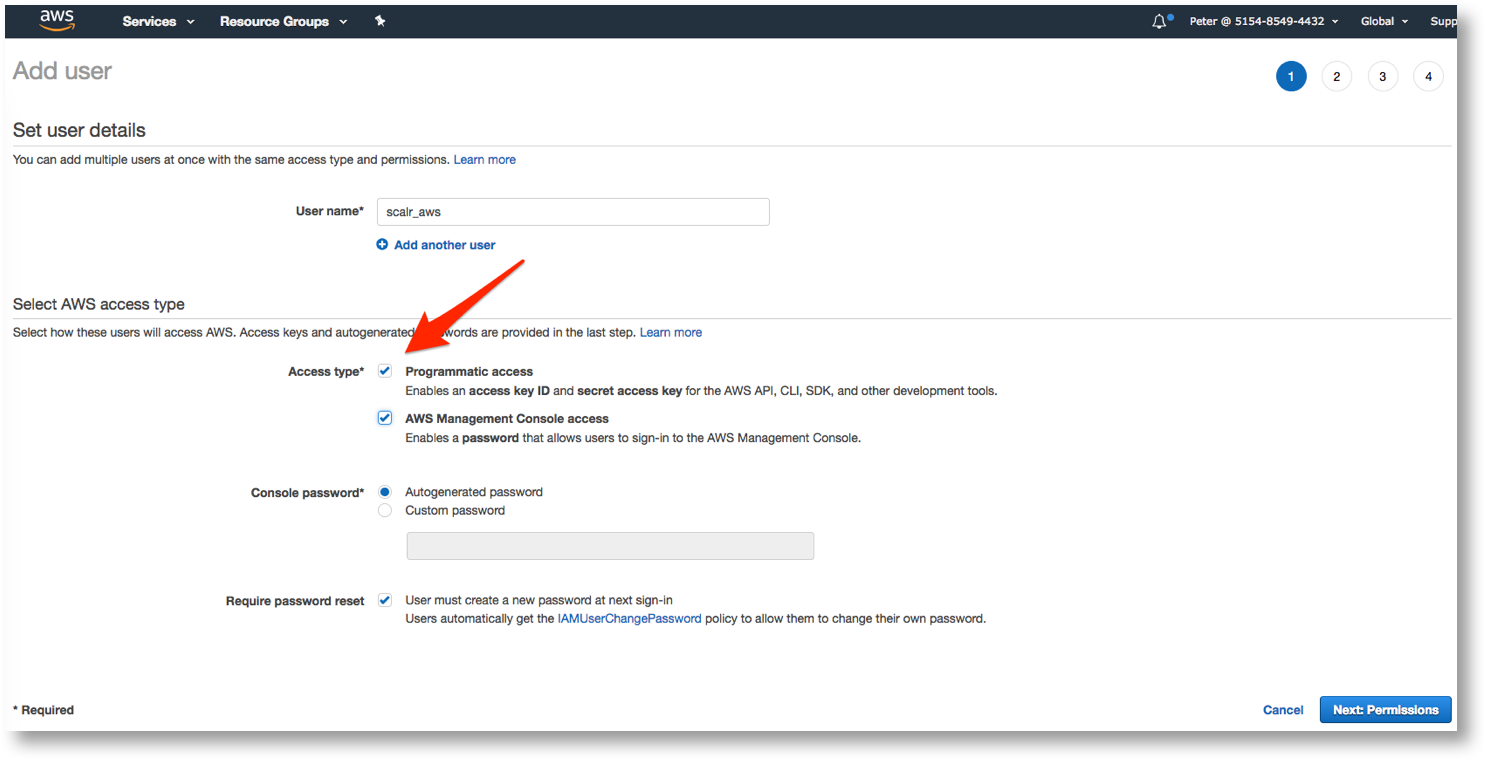 aws Services Resource Groups Peter @ 5154-8549-4432 Global Supp
Add user 1 2 3 4
Set user details
You can add multiple users at once with the same access type and permissions. Learn more
User name* scalr_aws
Add another user
Select AWS access type
Select how these users will access AWS. Access keys and autogenerated words are provided in the last step. Learn more
Access type* Programmatic access
Enables an access key ID and secret access key for the AWS API, CLI, SDK, and other development tools.
AWS Management Console access
Enables a password that allows users to sign-in to the AWS Management Console.
Console password* Autogenerated password
Custom password
Require password reset User must create a new password at next sign-in
Users automatically get the IAMUserChangePassword policy to allow them to change their own password.
* Required Cancel Next: Permissions